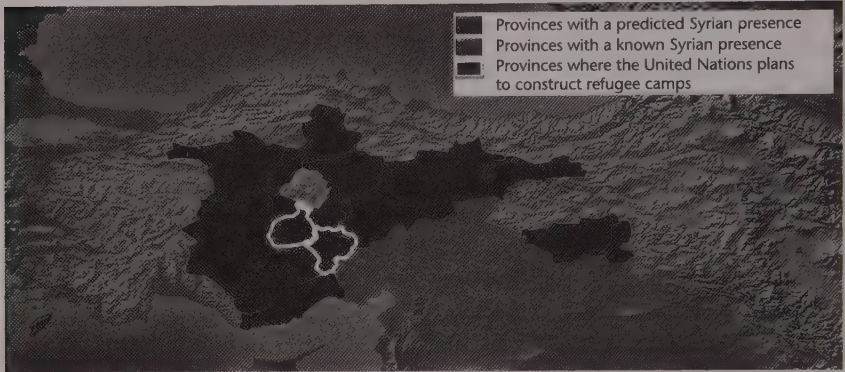 Provinces with a predicted Syrian presence
Provinces with a known Syrian presence
Provinces where the United Nations plans
to construct refugee camps